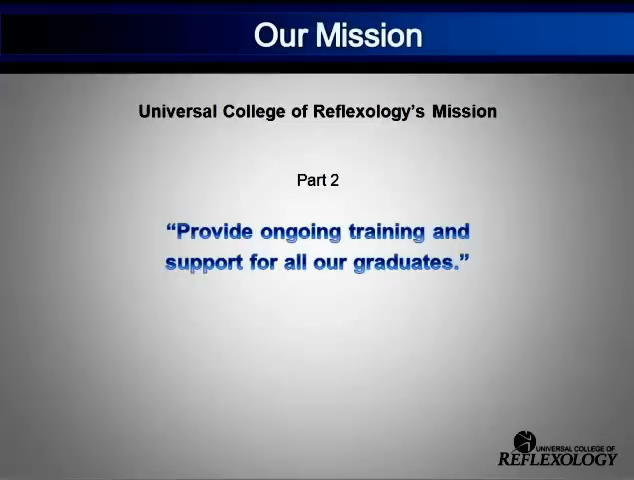 Our Mission
Universal College of Reflexology’s Mission
Part 2
“Provide ongoing training and
support for all our graduates.”
UNIVERSAL COLLEGE OF
REFLEXOLOGY